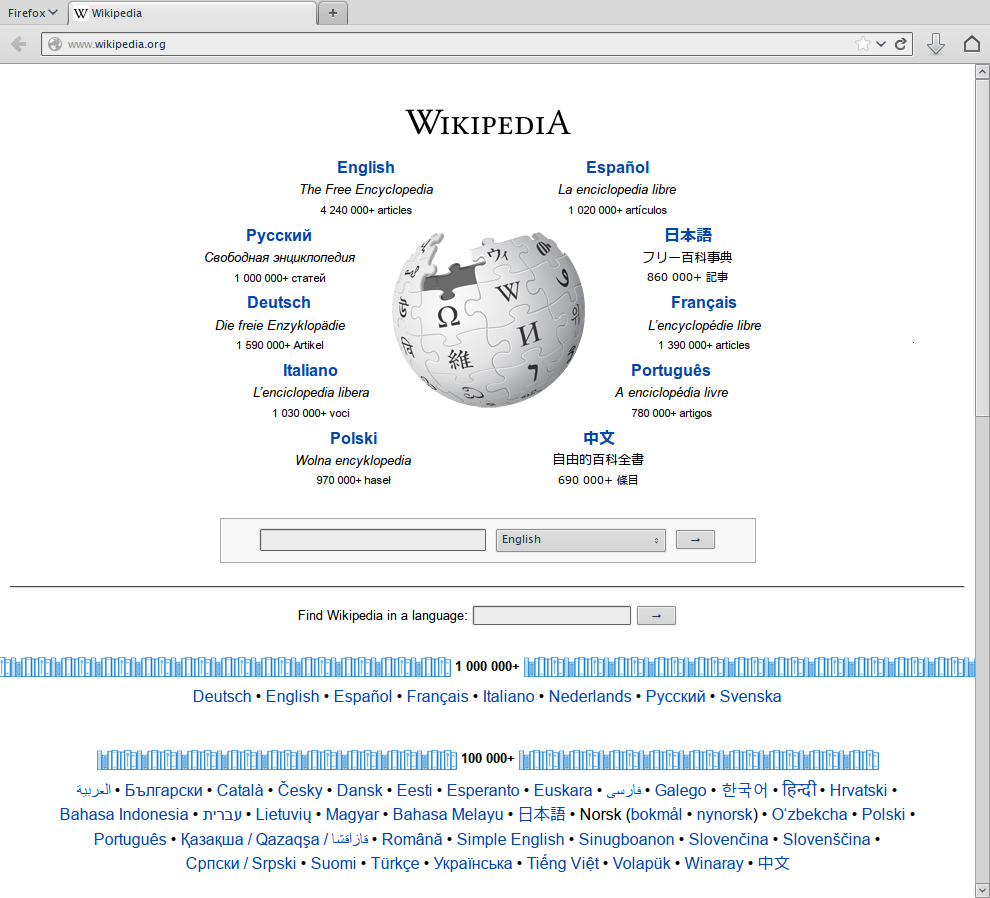 Firefox
Wikipedia
www.wikipedia.org
WIKIPEDIA
English
The Free Encyclopedia
4 240 000+ articles
Español
La enciclopedia libre
1 020 000+ artículos
Русский
Свободная энциклопедия
1 000 000+ статей
日本語
フリー百科事典
860 000+ 記事
Deutsch
Die freie Enzyklopädie
1 590 000+ Artikel
Français
L’encyclopédie libre
1 390 000+ articles
Italiano
L’enciclopedia libera
1 030 000+ voci
Português
A enciclopédia livre
780 000+ artigos
Polski
Wolna encyklopedia
970 000+ haseł
中文
自由的百科全書
690 000+ 條目
Ω W И 維 ウィ
English →
Find Wikipedia in a language: →
1 000 000+
Deutsch • English • Español • Français • Italiano • Nederlands • Русский • Svenska
100 000+
العربية • Български • Català • Česky • Dansk • Eesti • Esperanto • Euskara • فارسی • Galego • 한국어 • हिन्दी • Hrvatski •
Bahasa Indonesia • עברית • Lietuvių • Magyar • Bahasa Melayu • 日本語 • Norsk (bokmål • nynorsk) • O‘zbekcha • Polski •
Português • Қазақша / Qazaqşa / قازاقشا • Română • Simple English • Sinugboanon • Slovenčina • Slovenščina •
Српски / Srpski • Suomi • Türkçe • Українська • Tiếng Việt • Volapük • Winaray • 中文